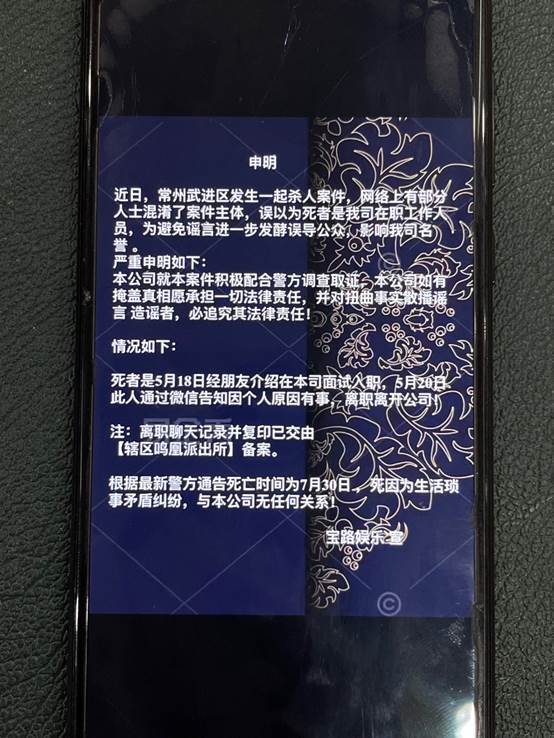 申明
近日，常州武进区发生一起杀人案件，网络上有部分
人士混淆了案件主体，误以为死者是我司在职工作人
员，为避免谣言进一步发酵误导公众，影响我司名
誉 。
严重申明如下：
本公司就本案件积极配合警方调查取证，本公司如有
掩盖真相愿承担一切法律责任，并对扭曲事实散播谣
言 造谣者，必追究其法律责任！
情况如下：
死者是5月18日经朋友介绍在本司面试入职，5月20日
此人通过微信告知因个人原因有事，离职离开公司！
注：离职聊天记录并复印已交由
【辖区鸣凰派出所】备案。
根据最新警方通告死亡时间为7月30日 ，死因为生活琐
事矛盾纠纷，与本公司无任何关系！
宝路娱乐 宣
©